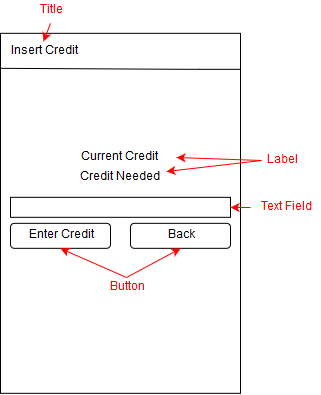 Title
Insert Credit
Current Credit
Label
Credit Needed
Text Field
Enter Credit
Back
Button